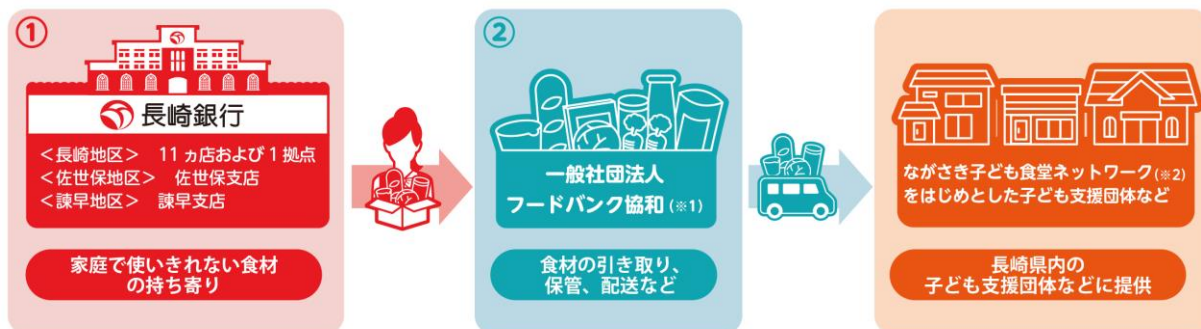 ①
長崎銀行
＜長崎地区＞　11ヵ店および1拠点
＜佐世保地区＞　佐世保支店
＜諫早地区＞　諫早支店
家庭で使いきれない食材
の持ち寄り
②
一般社団法人
フードバンク協和(※1)
食材の引き取り、
保管、配送など
ながさき子ども食堂ネットワーク(※2)
をはじめとした子ども支援団体など
長崎県内の
子ども支援団体などに提供